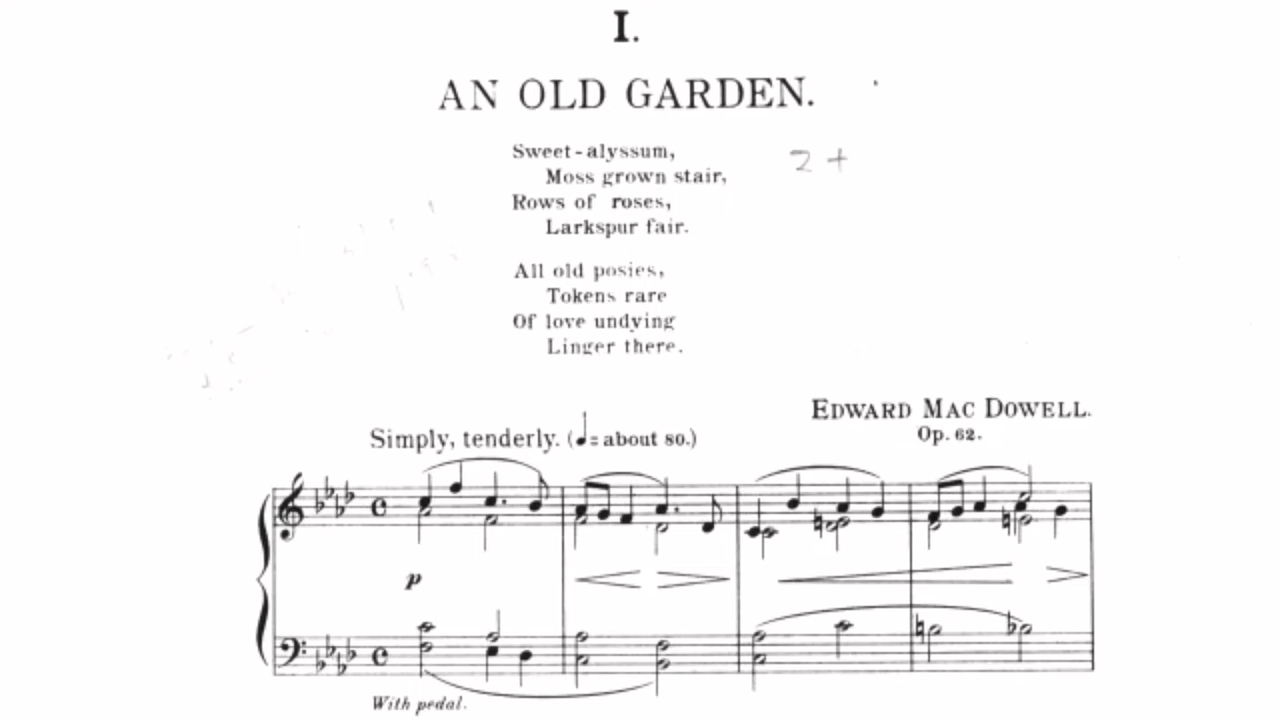 I.
AN OLD GARDEN.
Sweet-alyssum,
Moss grown stair,
Rows of roses,
Larkspur fair.
All old posies,
Tokens rare
Of love undying
Linger there.
2 +
EDWARD MAC DOWELL.
Op. 62.
Simply, tenderly. (♩= about 80.)
p
With pedal.